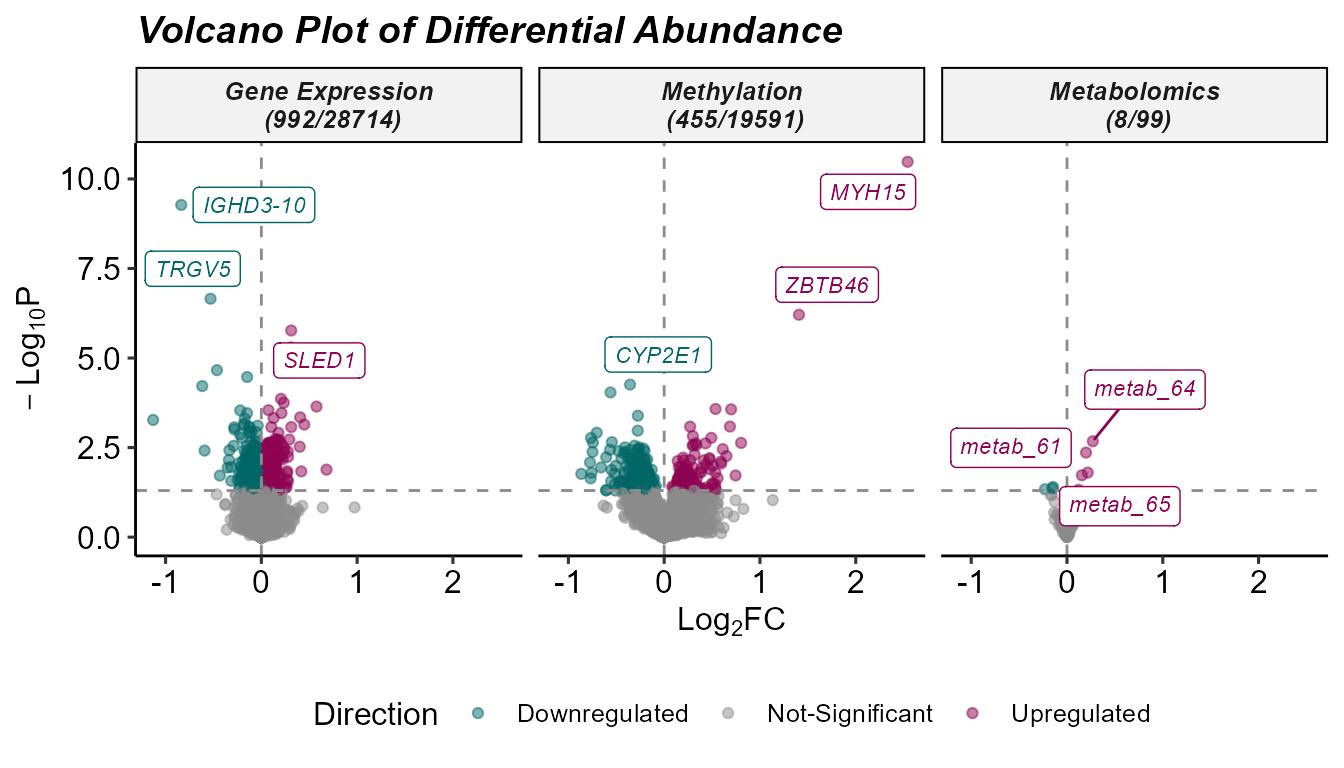 Volcano Plot of Differential Abundance
Gene Expression
(992/28714)
Methylation
(455/19591)
Metabolomics
(8/99)
− Log10P
10.0
7.5
5.0
2.5
0.0
IGHD3-10
TRGV5
SLED1
MYH15
ZBTB46
CYP2E1
metab_64
metab_61
metab_65
-1 0 1 2
-1 0 1 2
-1 0 1 2
Log2FC
Direction Downregulated Not-Significant Upregulated